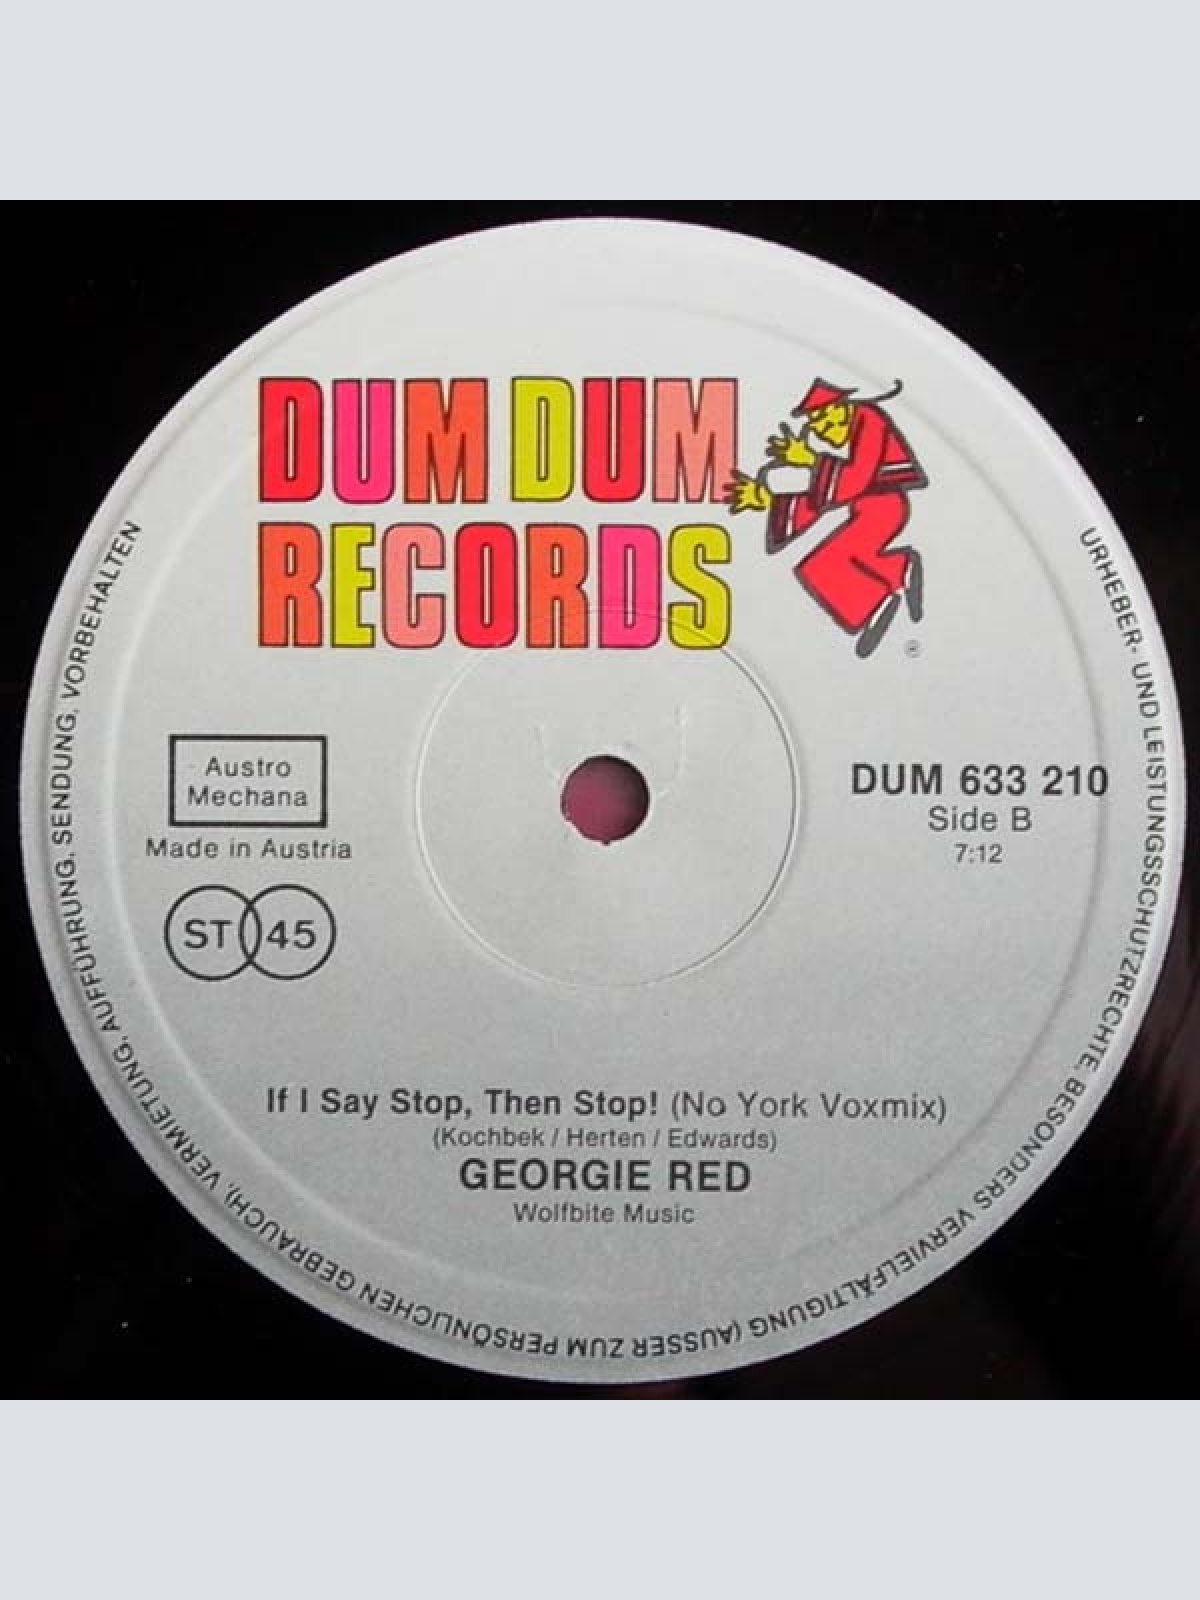 DUM DUM
RECORDS
®
Austro
Mechana
Made in Austria
ST 45
DUM 633 210
Side B
7:12
If I Say Stop, Then Stop! (No York Voxmix)
(Kochbek / Herten / Edwards)
GEORGIE RED
Wolfbite Music
URHEBER- UND LEISTUNGSSCHUTZRECHTE, BESONDERS VERVIELFÄLTIGUNG (AUSSER ZUM PERSÖNLICHEN GEBRAUCH), VERMIETUNG, AUFFÜHRUNG, SENDUNG, VORBEHALTEN